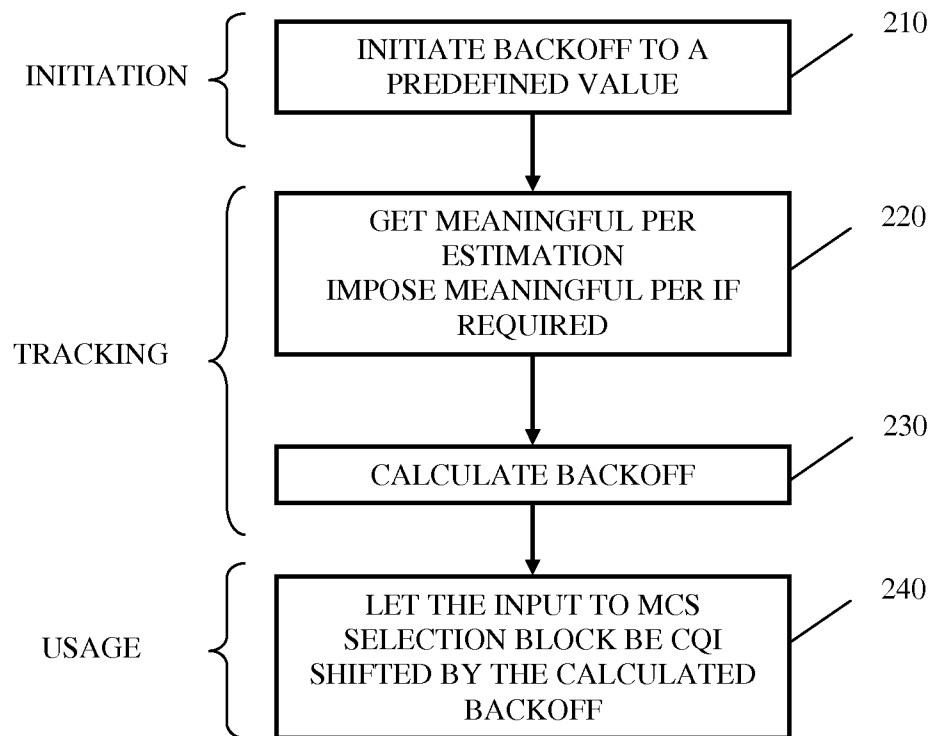 INITIATION
INITIATE BACKOFF TO A
PREDEFINED VALUE
210
TRACKING
GET MEANINGFUL PER
ESTIMATION
IMPOSE MEANINGFUL PER IF
REQUIRED
220
CALCULATE BACKOFF
230
USAGE
LET THE INPUT TO MCS
SELECTION BLOCK BE CQI
SHIFTED BY THE CALCULATED
BACKOFF
240